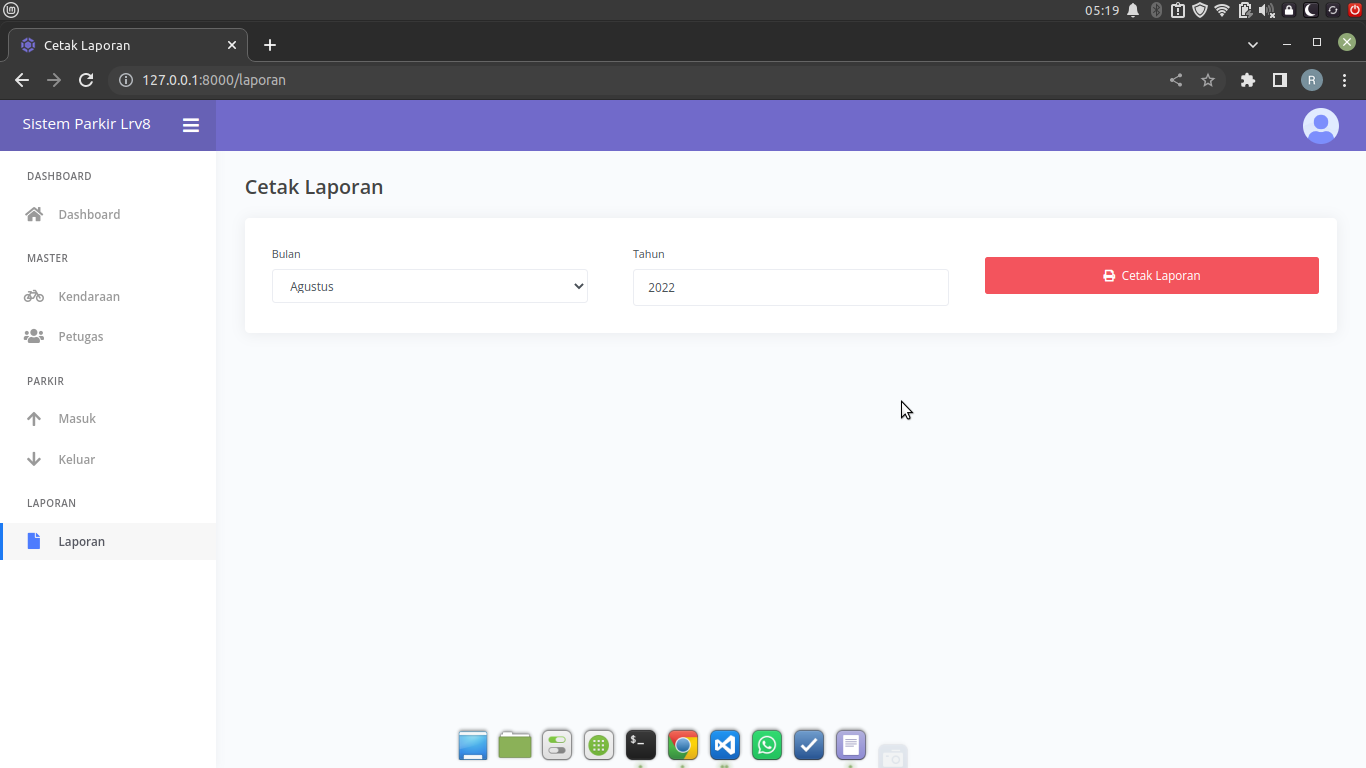 05:19
Cetak Laporan
127.0.0.1:8000/laporan
R
Sistem Parkir Lrv8
DASHBOARD
Dashboard
MASTER
Kendaraan
Petugas
PARKIR
Masuk
Keluar
LAPORAN
Laporan
Cetak Laporan
Bulan
Agustus
Tahun
2022
Cetak Laporan
$_